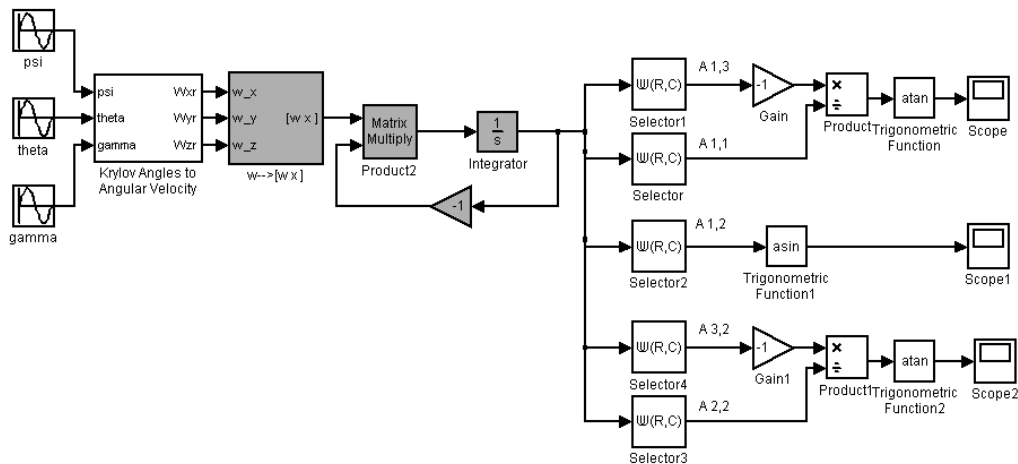 psi
theta
gamma
psi
theta
gamma
Wxr
Wyr
Wzr
Krylov Angles to
Angular Velocity
w_x
w_y
w_z
[w x ]
w-->[w x ]
Matrix
Multiply
Product2
1
s
Integrator
-1
U(R,C)
Selector1
A 1,3
-1
Gain
×
÷
Product
atan
Trigonometric
Function
Scope
U(R,C)
Selector
A 1,1
U(R,C)
Selector2
A 1,2
asin
Trigonometric
Function1
Scope1
U(R,C)
Selector4
A 3,2
-1
Gain1
×
÷
Product1
atan
Trigonometric
Function2
Scope2
U(R,C)
Selector3
A 2,2